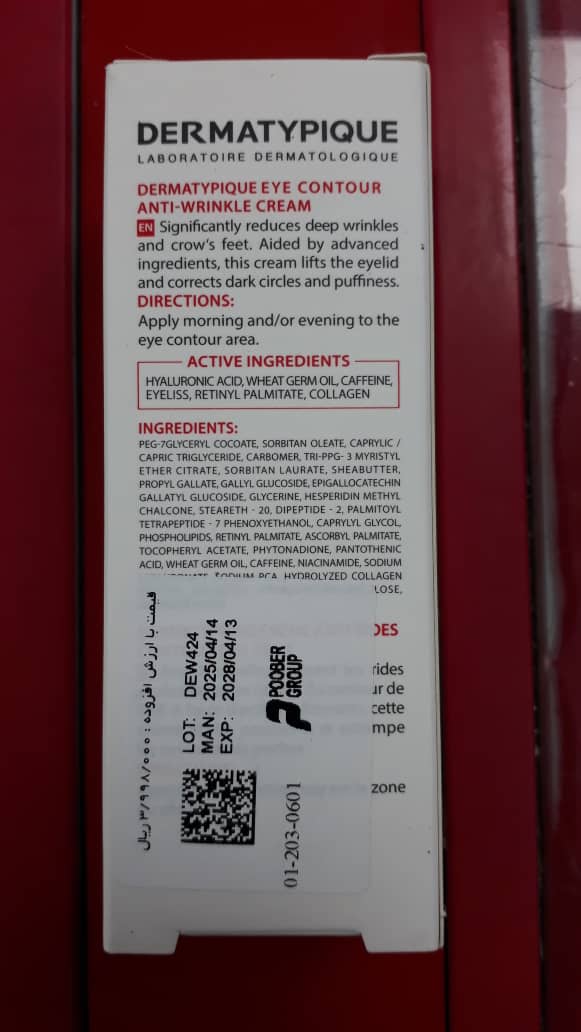 DERMATYPIQUE
LABORATOIRE DERMATOLOGIQUE
DERMATYPIQUE EYE CONTOUR
ANTI-WRINKLE CREAM
EN Significantly reduces deep wrinkles
and crow's feet. Aided by advanced
ingredients, this cream lifts the eyelid
and corrects dark circles and puffiness.
DIRECTIONS:
Apply morning and/or evening to the
eye contour area.
ACTIVE INGREDIENTS
HYALURONIC ACID, WHEAT GERM OIL, CAFFEINE,
EYELISS, RETINYL PALMITATE, COLLAGEN
INGREDIENTS:
PEG-7GLYCERYL COCOATE, SORBITAN OLEATE, CAPRYLIC /
CAPRIC TRIGLYCERIDE, CARBOMER, TRI-PPG- 3 MYRISTYL
ETHER CITRATE, SORBITAN LAURATE, SHEABUTTER,
PROPYL GALLATE, GALLYL GLUCOSIDE, EPIGALLOCATECHIN
GALLATYL GLUCOSIDE, GLYCERINE, HESPERIDIN METHYL
CHALCONE, STEARETH - 20, DIPEPTIDE - 2, PALMITOYL
TETRAPEPTIDE - 7 PHENOXYETHANOL, CAPRYLYL GLYCOL,
PHOSPHOLIPIDS, RETINYL PALMITATE, ASCORBYL PALMITATE,
TOCOPHERYL ACETATE, PHYTONADIONE, PANTOTHENIC
ACID, WHEAT GERM OIL, CAFFEINE, NIACINAMIDE, SODIUM
SODIUM PCA, HYDROLYZED COLLAGEN
LOSE,
DES
rides
ur de
cette
mpe
zone
قیمت با ارزش افزوده : ۳/۹۹۸/۰۰۰ ریال
LOT: DEW424
MAN: 2025/04/14
EXP: 2028/04/13
POOBER
GROUP
01-203-0601